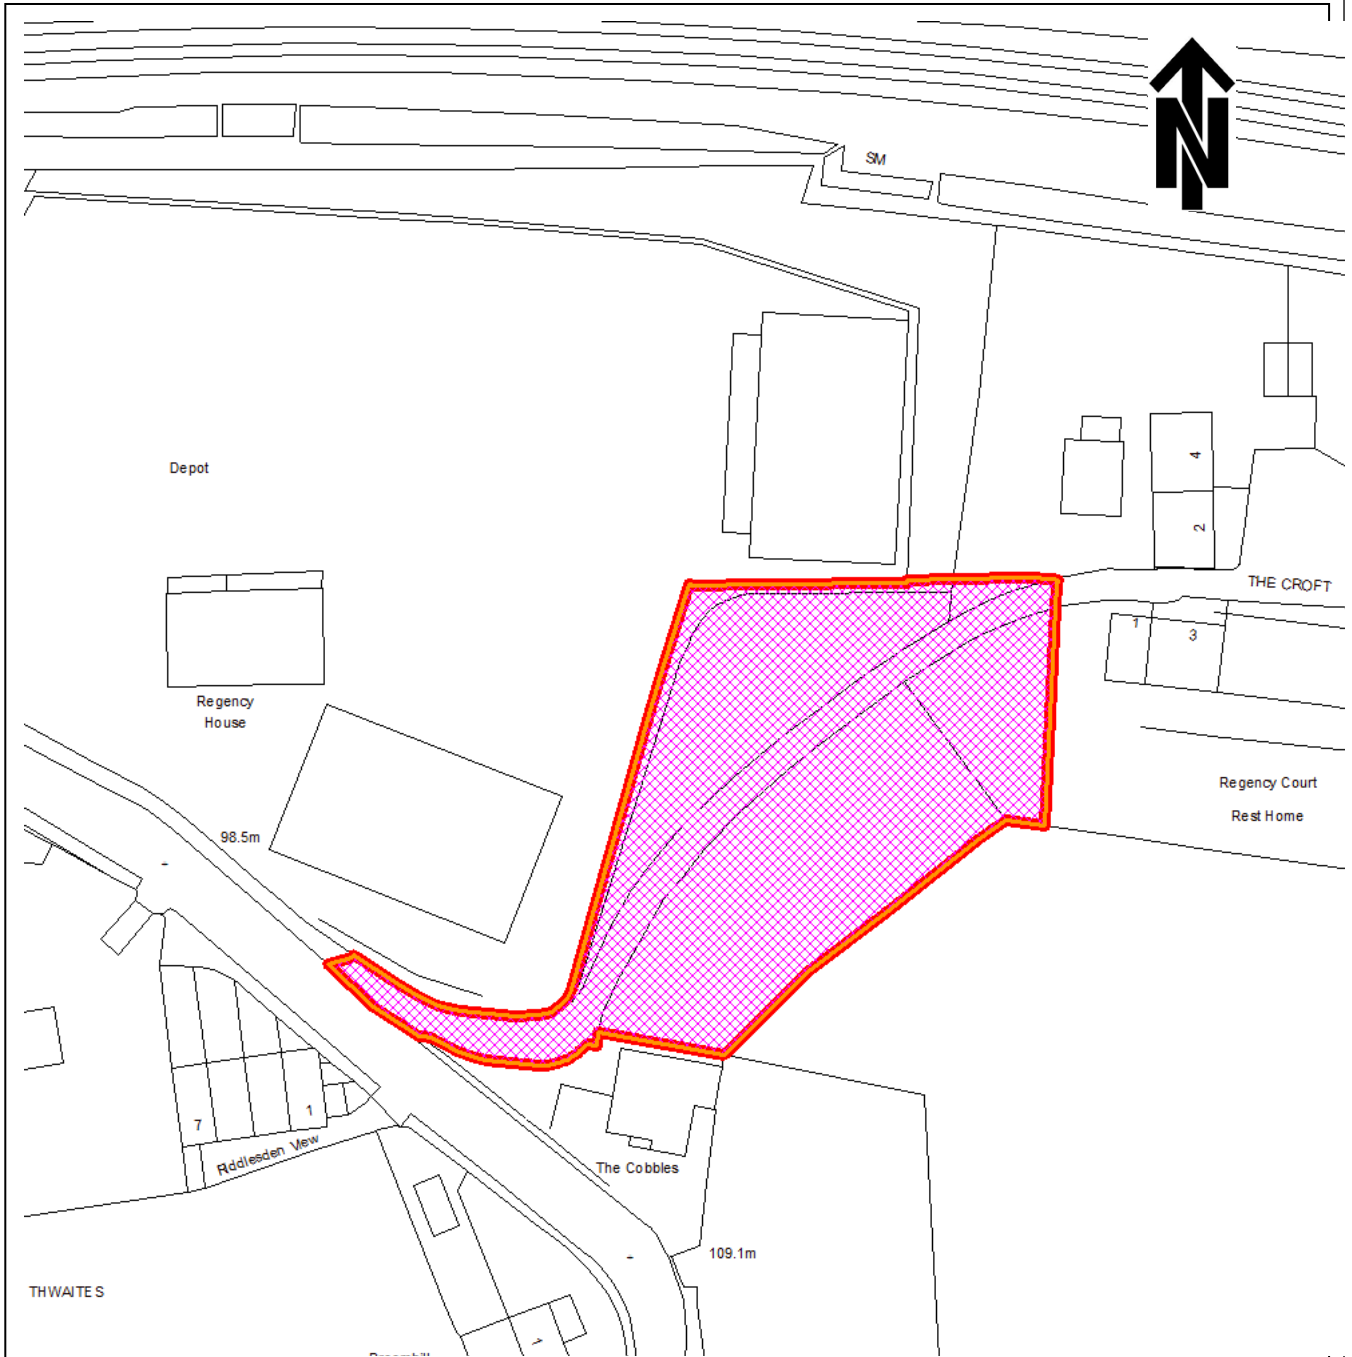 N
SM
4
2
Depot
THE CROFT
1
3
Regency
House
Regency Court
Rest Home
98.5m
7
1
Riddlesden View
The Cobbles
109.1m
THWAITES
1